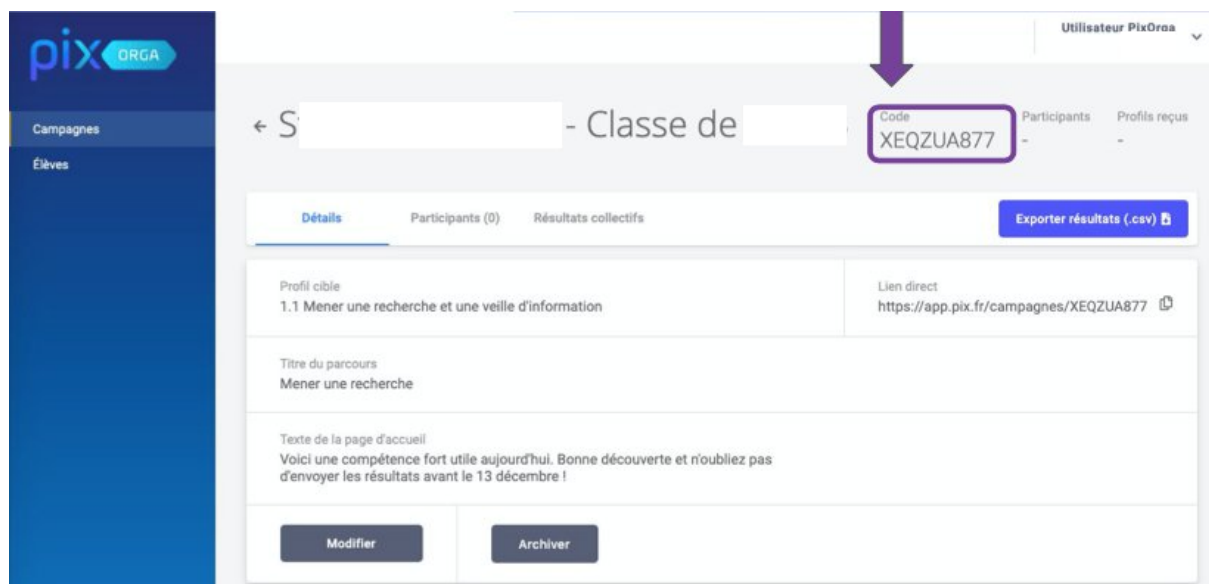 pix ORGA
Utilisateur PixOrga
Campagnes
Élèves
← S - Classe de
Code
XEQZUA877
Participants
-
Profils reçus
-
Détails
Participants (0)
Résultats collectifs
Exporter résultats (.csv)
Profil cible
1.1 Mener une recherche et une veille d'information
Lien direct
https://app.pix.fr/campagnes/XEQZUA877
Titre du parcours
Mener une recherche
Texte de la page d'accueil
Voici une compétence fort utile aujourd'hui. Bonne découverte et n'oubliez pas
d'envoyer les résultats avant le 13 décembre !
Modifier
Archiver